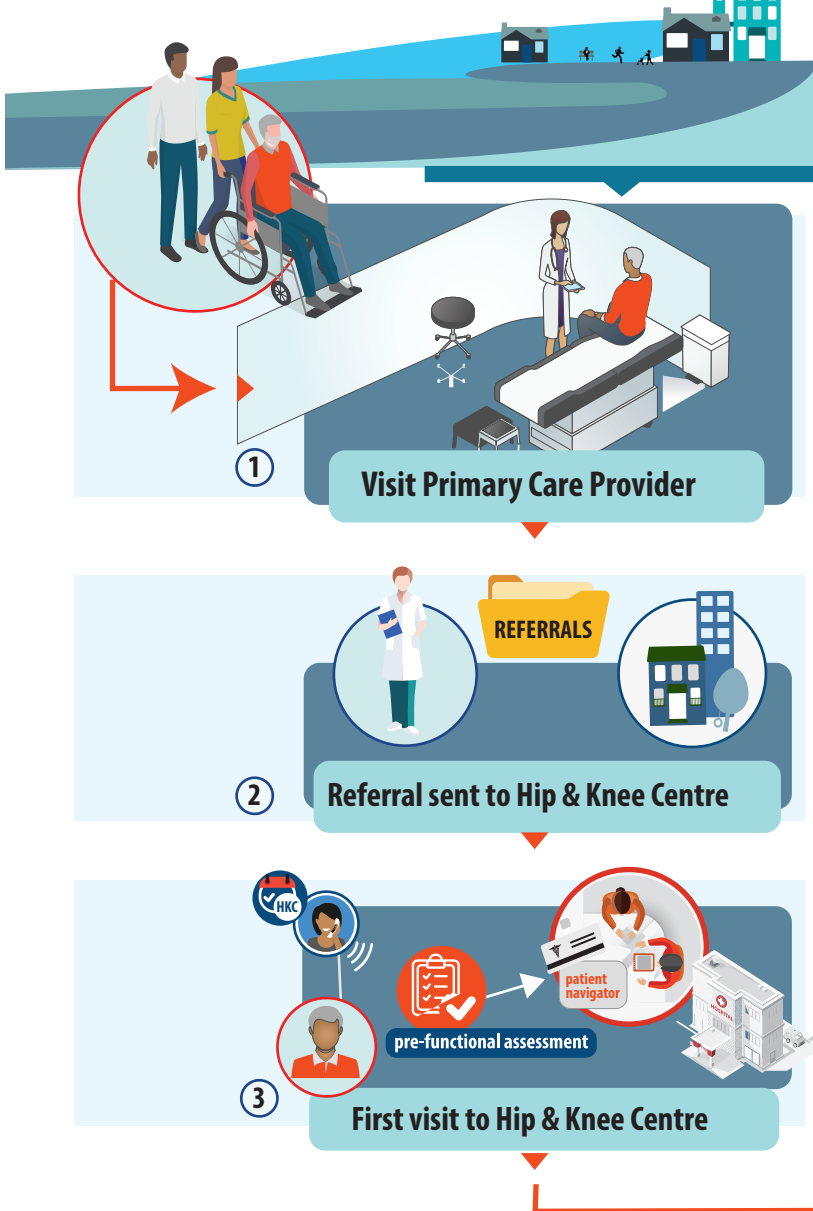 1
Visit Primary Care Provider
REFERRALS
2
Referral sent to Hip & Knee Centre
HKC
patient
navigator
HOSPITAL
pre-functional assessment
3
First visit to Hip & Knee Centre